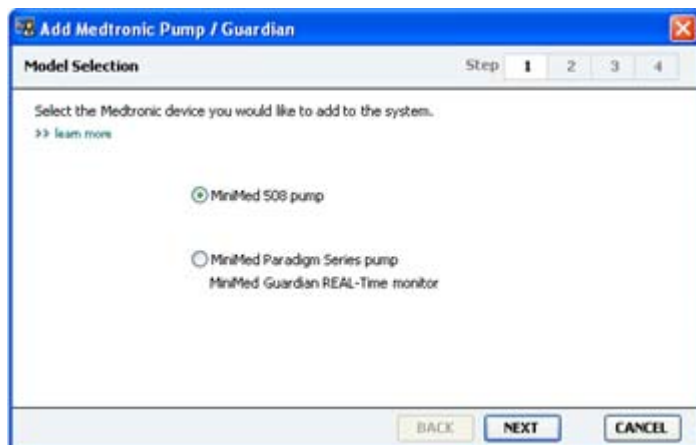 Add Medtronic Pump / Guardian
Model Selection Step 1 2 3 4
Select the Medtronic device you would like to add to the system.
>> learn more
MiniMed 508 pump
MiniMed Paradigm Series pump
MiniMed Guardian REAL-Time monitor
BACK NEXT CANCEL